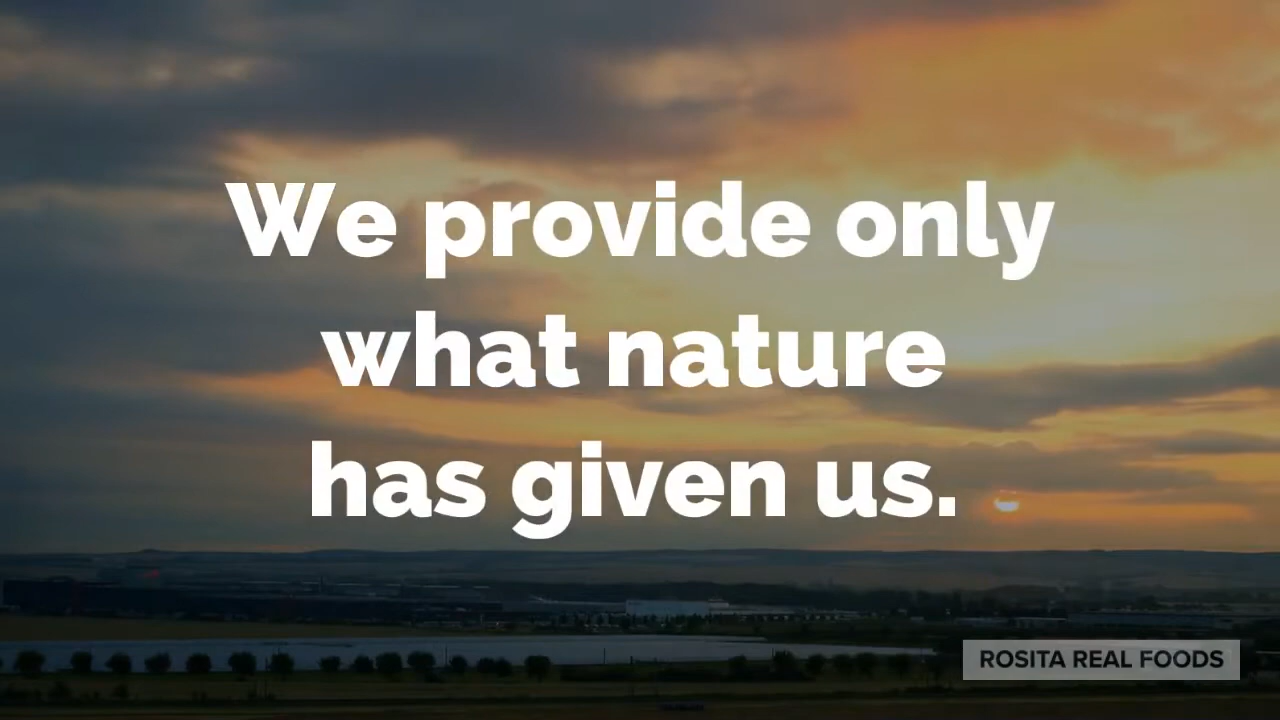 We provide only
what nature
has given us.
ROSITA REAL FOODS